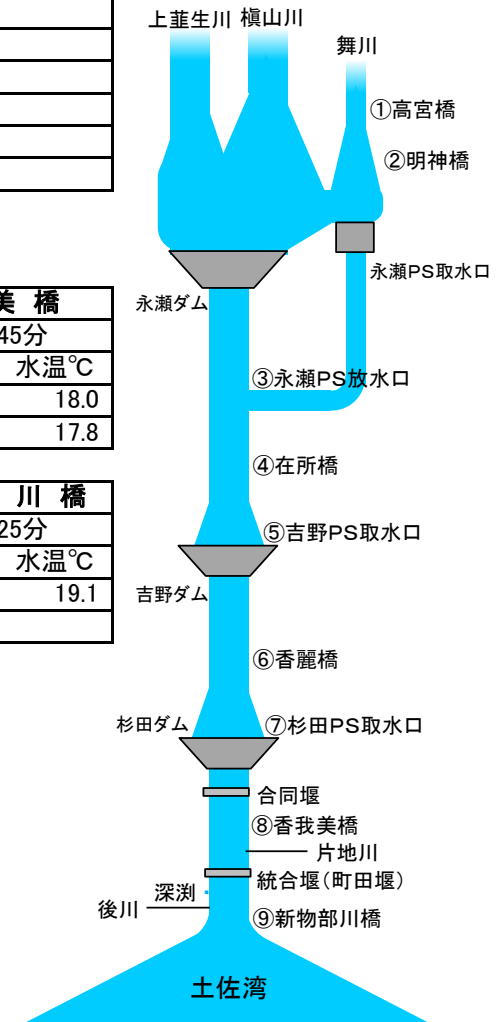 上韮生川 槇山川
舞川
①高宮橋
②明神橋
永瀬PS取水口
永瀬ダム
美 橋
45分
水温℃
18.0
17.8
③永瀬PS放水口
④在所橋
川 橋
25分
水温℃
19.1
⑤吉野PS取水口
吉野ダム
⑥香麗橋
杉田ダム
⑦杉田PS取水口
合同堰
⑧香我美橋
片地川
統合堰(町田堰)
深渕
後川
⑨新物部川橋
土佐湾